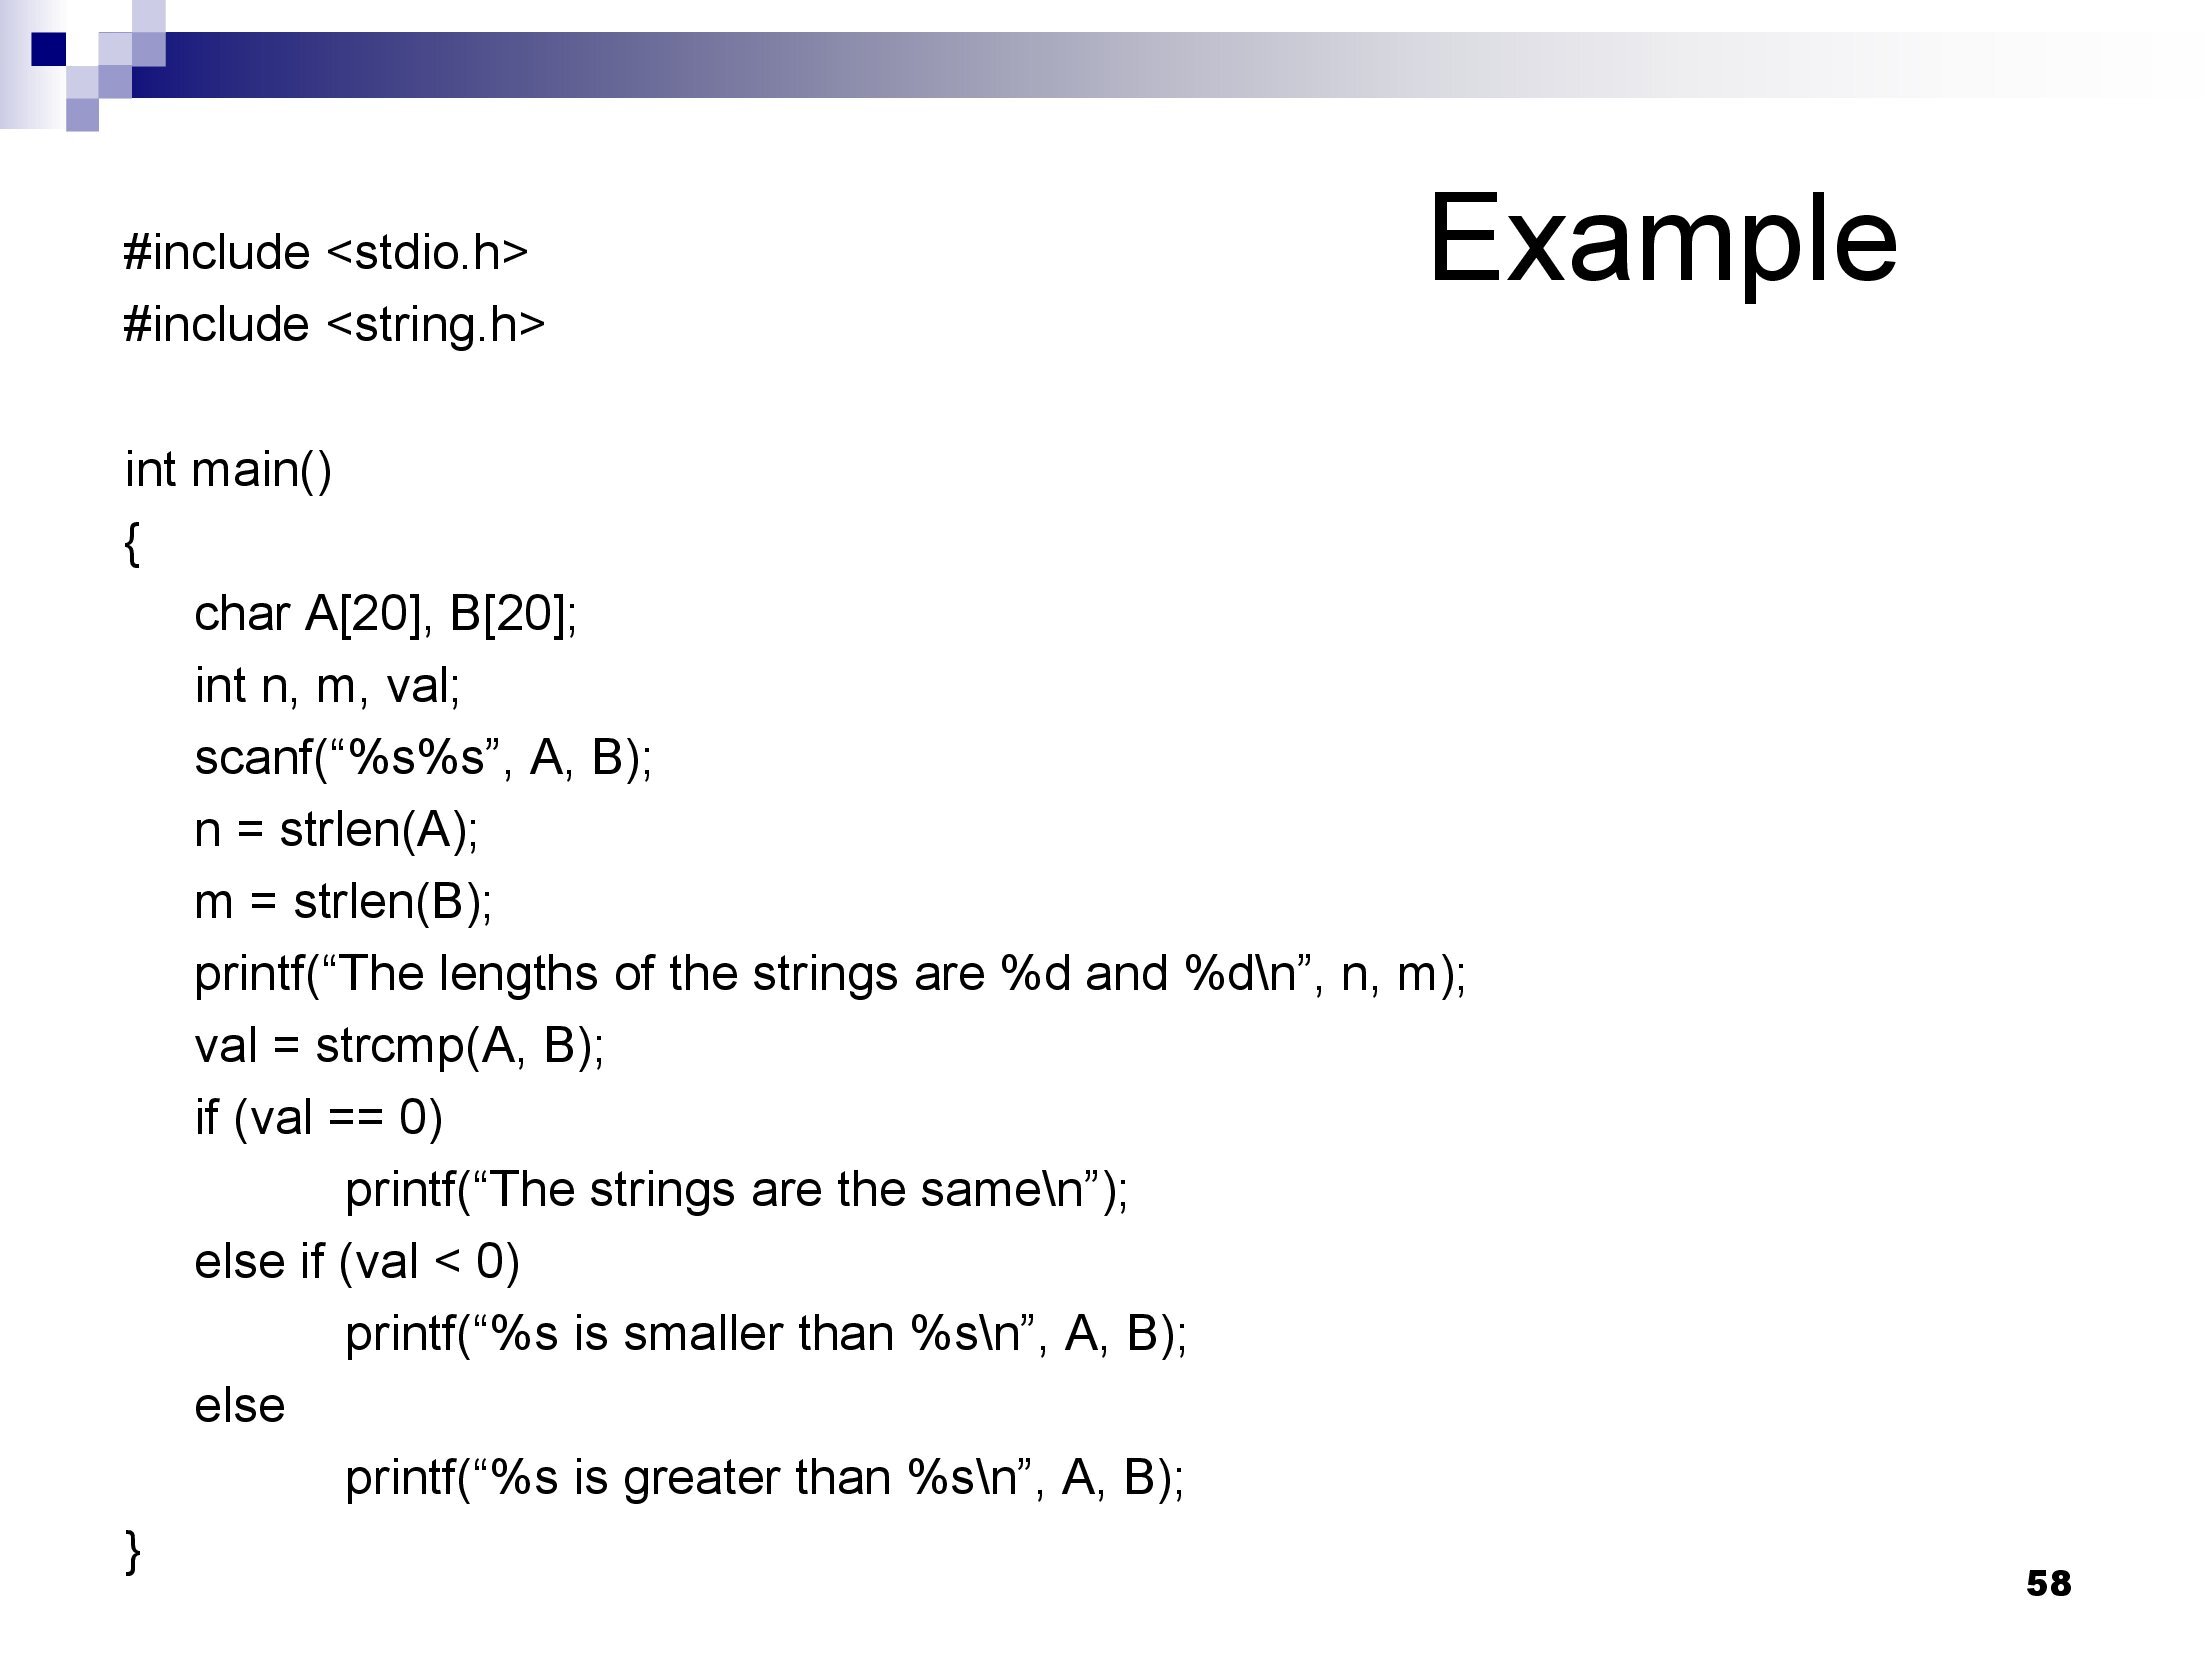 Example
#include <stdio.h>
#include <string.h>
int main()
{
char A[20], B[20];
int n, m, val;
scanf(“%s%s”, A, B);
n = strlen(A);
m = strlen(B);
printf(“The lengths of the strings are %d and %d\n”, n, m);
val = strcmp(A, B);
if (val == 0)
printf(“The strings are the same\n”);
else if (val < 0)
printf(“%s is smaller than %s\n”, A, B);
else
printf(“%s is greater than %s\n”, A, B);
}
58